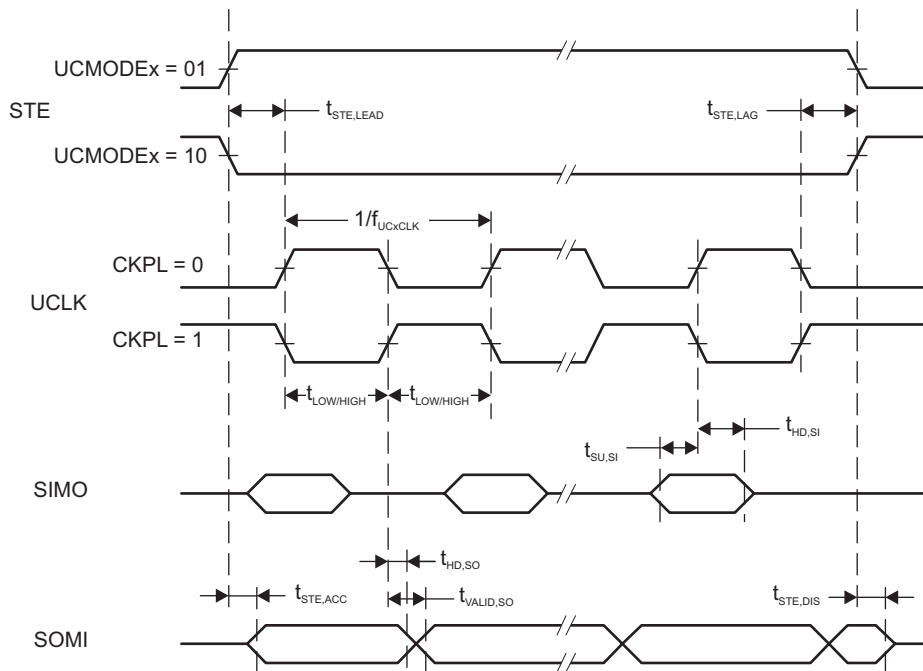 UCMODEx = 01
STE
t_STE,LEAD
t_STE,LAG
UCMODEx = 10
1/f_UCxCLK
CKPL = 0
UCLK
CKPL = 1
t_LOW/HIGH t_LOW/HIGH
t_HD,SI
t_SU,SI
SIMO
t_HD,SO
t_STE,ACC
t_VALID,SO
t_STE,DIS
SOMI